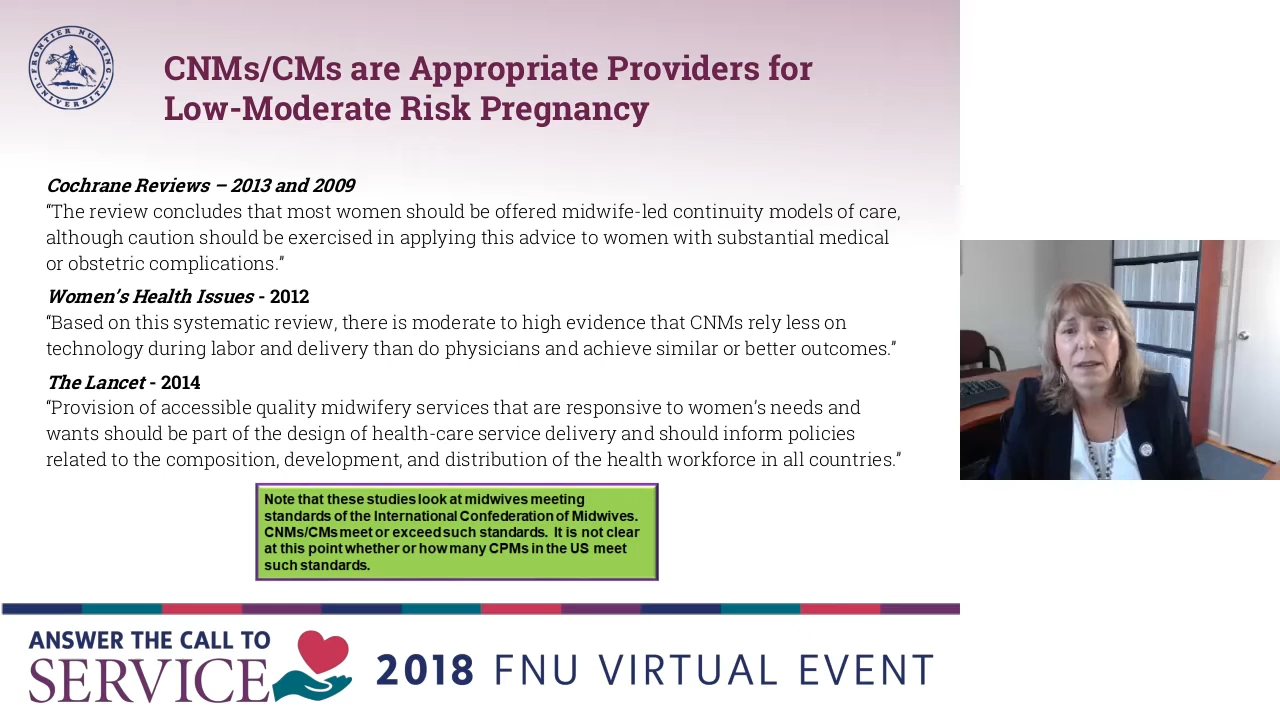 FRONTIER NURSING
UNIVERSITY
CNMs/CMs are Appropriate Providers for
Low-Moderate Risk Pregnancy
Cochrane Reviews – 2013 and 2009
“The review concludes that most women should be offered midwife-led continuity models of care,
although caution should be exercised in applying this advice to women with substantial medical
or obstetric complications.”
Women’s Health Issues - 2012
“Based on this systematic review, there is moderate to high evidence that CNMs rely less on
technology during labor and delivery than do physicians and achieve similar or better outcomes.”
The Lancet - 2014
“Provision of accessible quality midwifery services that are responsive to women’s needs and
wants should be part of the design of health-care service delivery and should inform policies
related to the composition, development, and distribution of the health workforce in all countries.”
Note that these studies look at midwives meeting
standards of the International Confederation of Midwives.
CNMs/CMs meet or exceed such standards. It is not clear
at this point whether or how many CPMs in the US meet
such standards.
ANSWER THE CALL TO
SERVICE
2018 FNU VIRTUAL EVENT